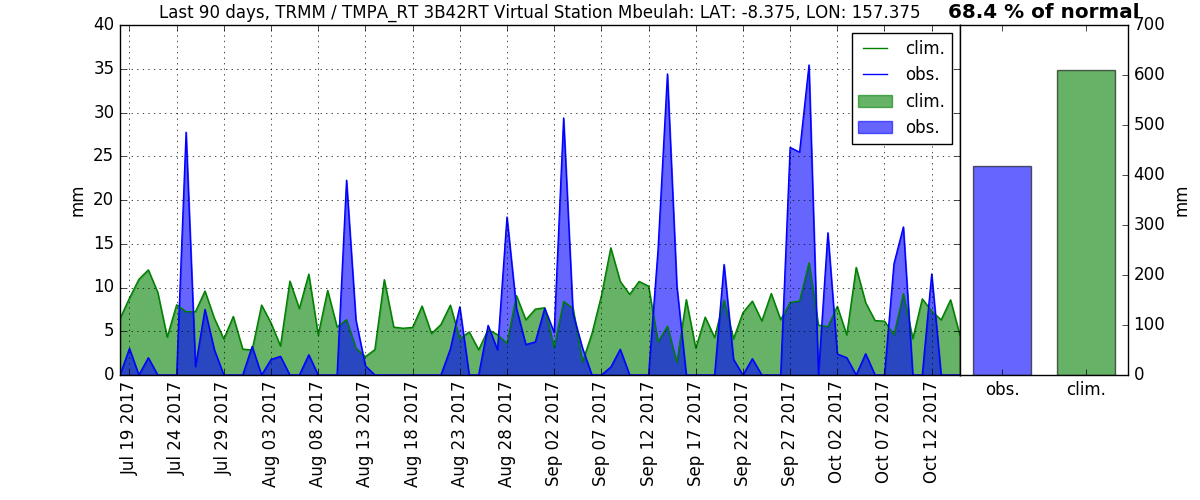 Last 90 days, TRMM / TMPA_RT 3B42RT Virtual Station Mbeulah: LAT: -8.375, LON: 157.375
68.4 % of normal
40
35
30
25
20
15
10
5
0
mm
clim.
obs.
clim.
obs.
Jul 19 2017
Jul 24 2017
Jul 29 2017
Aug 03 2017
Aug 08 2017
Aug 13 2017
Aug 18 2017
Aug 23 2017
Aug 28 2017
Sep 02 2017
Sep 07 2017
Sep 12 2017
Sep 17 2017
Sep 22 2017
Sep 27 2017
Oct 02 2017
Oct 07 2017
Oct 12 2017
700
600
500
400
300
200
100
0
mm
obs.
clim.